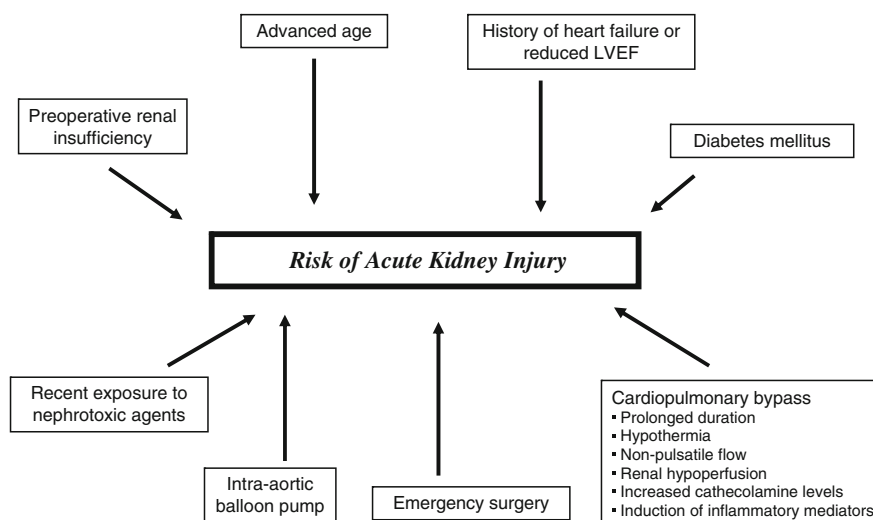 Advanced age
History of heart failure or
reduced LVEF
Preoperative renal
insufficiency
Diabetes mellitus
Risk of Acute Kidney Injury
Recent exposure to
nephrotoxic agents
Intra-aortic
balloon pump
Emergency surgery
Cardiopulmonary bypass
▪ Prolonged duration
▪ Hypothermia
▪ Non-pulsatile flow
▪ Renal hypoperfusion
▪ Increased cathecolamine levels
▪ Induction of inflammatory mediators